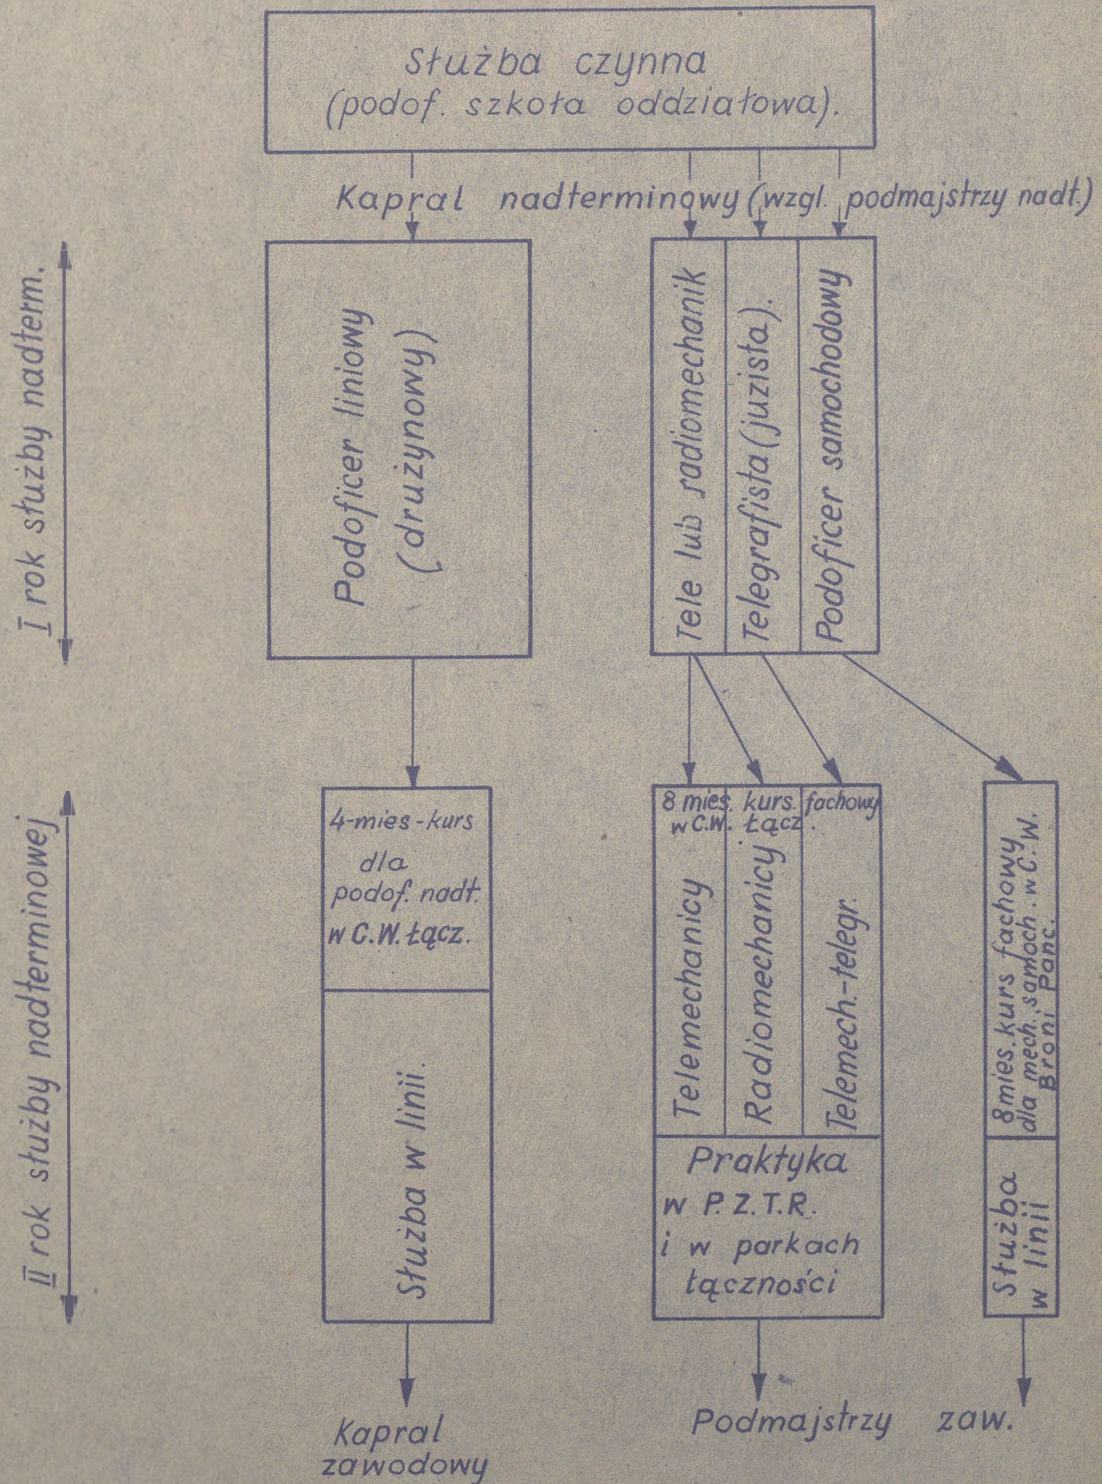 Służba czynna
(podof. szkoła oddziałowa).
Kapral nadterminowy (wzgl. podmajstrzy nadt.)
I rok służby nadterm.
Podoficer liniowy
(drużynowy)
Tele lub radiomechanik
Telegrafista (juzista).
Podoficer samochodowy
II rok służby nadterminowej
4-mies-kurs
dla
podof. nadt.
w C.W. Łącz.
Służba w linii.
8 mies. kurs. fachowy
w C.W. Łącz.
Telemechanicy
Radiomechanicy
Telemech.-telegr.
Praktyka
w P.Z.T.R.
i w parkach
łączności
8 mies. kurs fachowy
dla mech. samoch. w C.W.
Broni Panc.
Służba
w linii
Kapral
zawodowy
Podmajstrzy zaw.